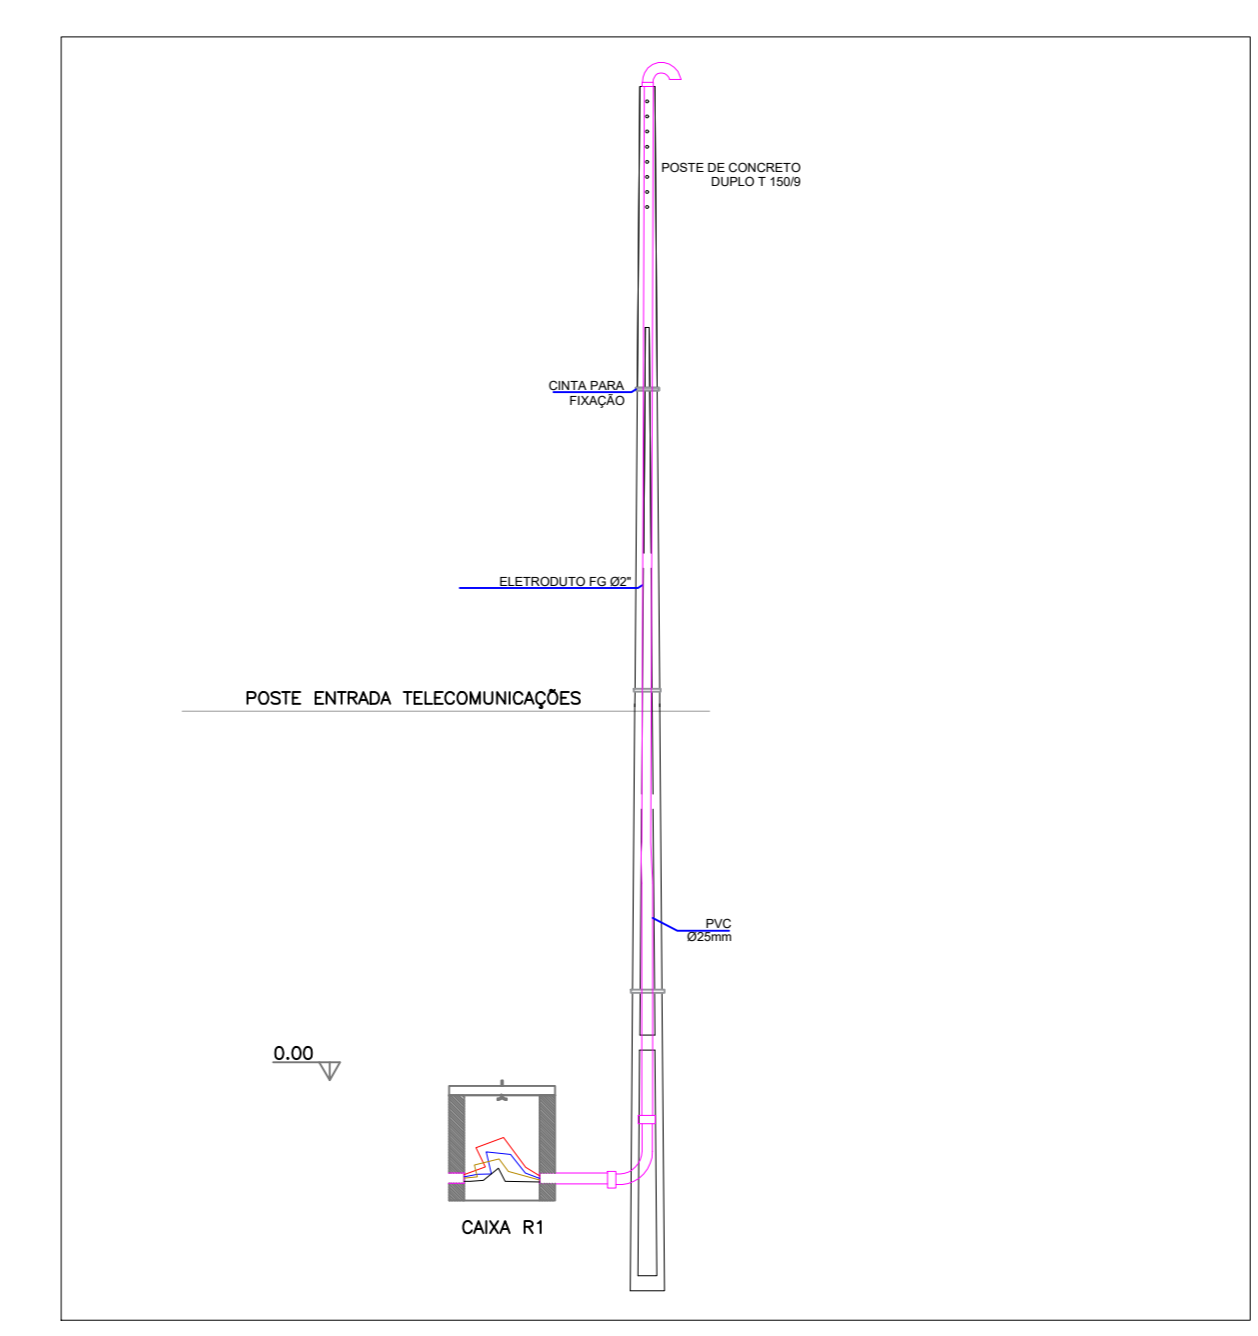 POSTE DE CONCRETO
DUPLO T 150/9
CINTA PARA
FIXAÇÃO
ELETRODUTO FG Ø2"
POSTE ENTRADA TELECOMUNICAÇÕES
PVC
Ø25mm
0.00
CAIXA R1